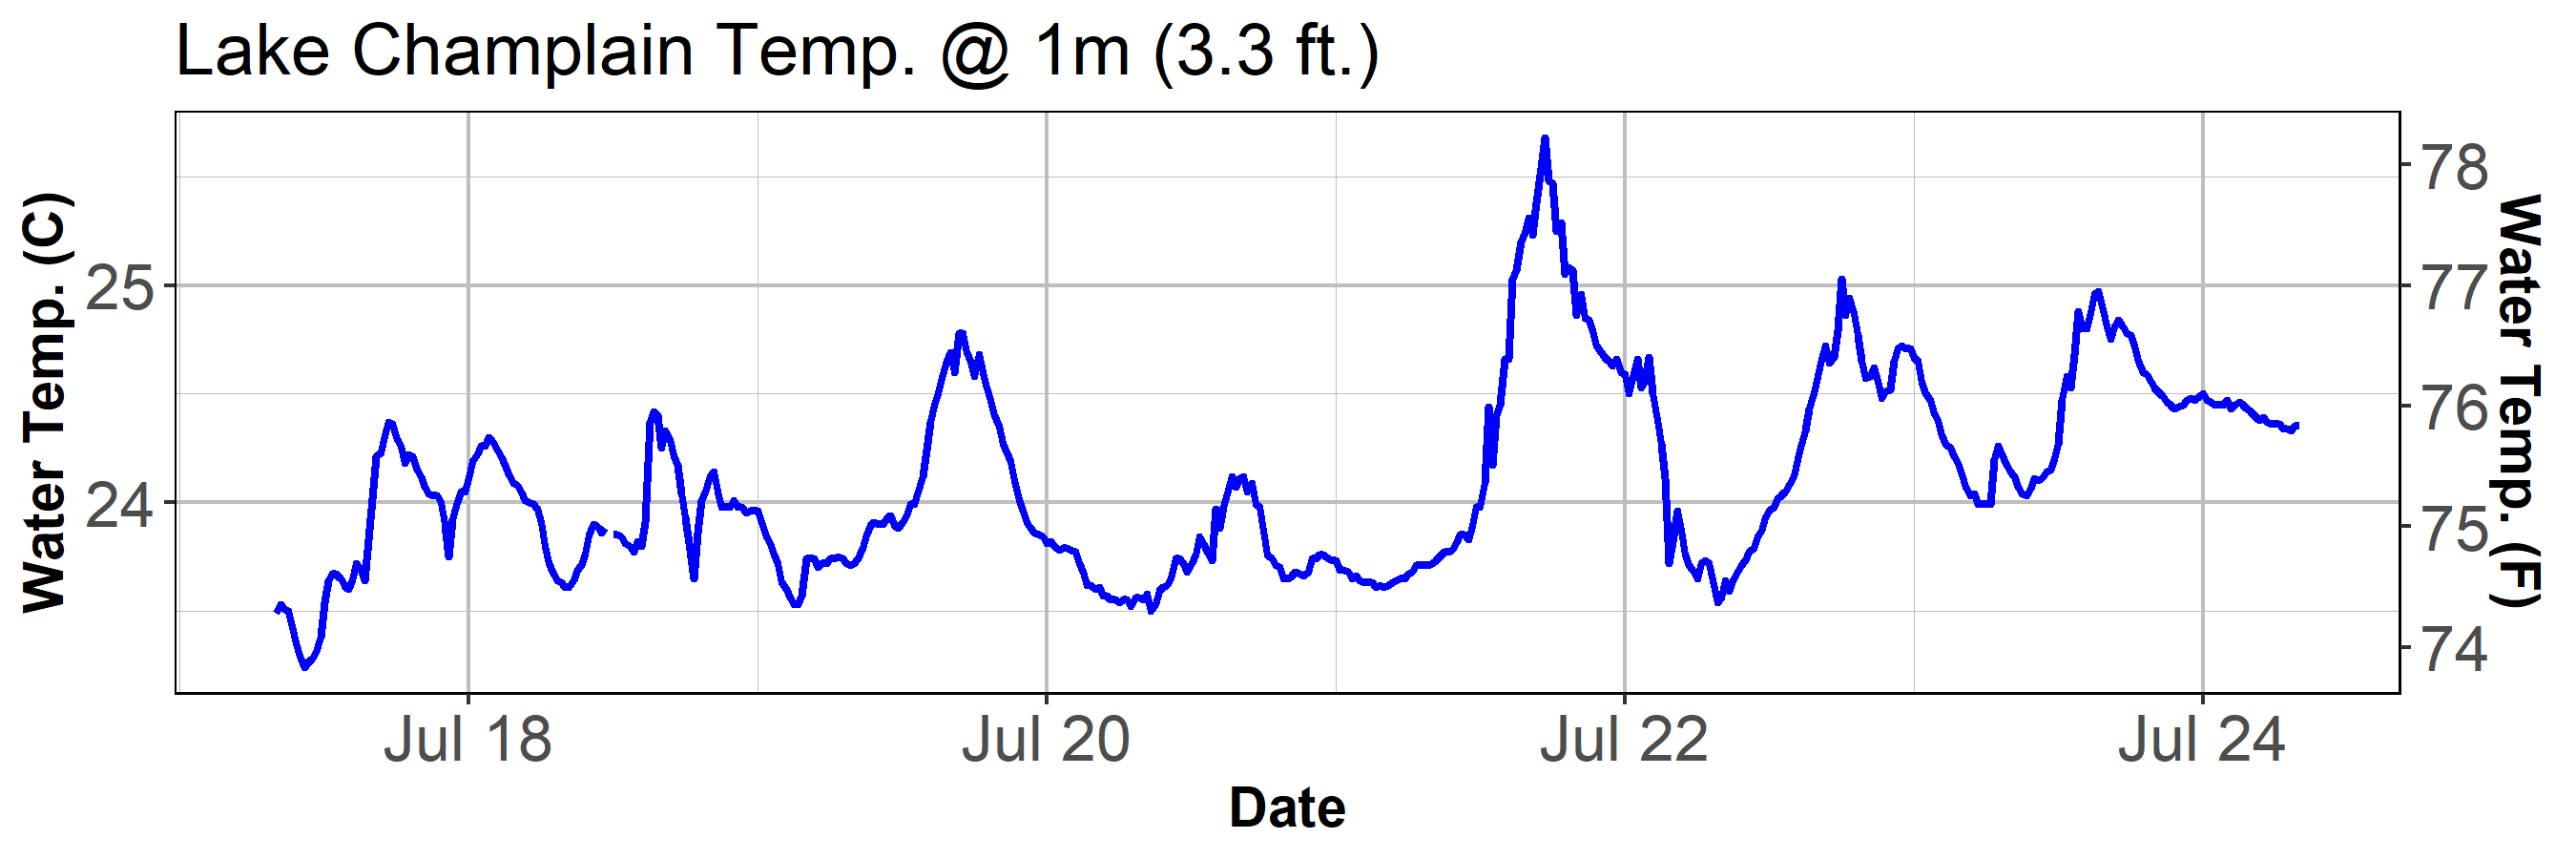 Lake Champlain Temp. @ 1m (3.3 ft.)
Water Temp. (C)
25
24
78
77
76
75
74
Water Temp. (F)
Jul 18
Jul 20
Jul 22
Jul 24
Date